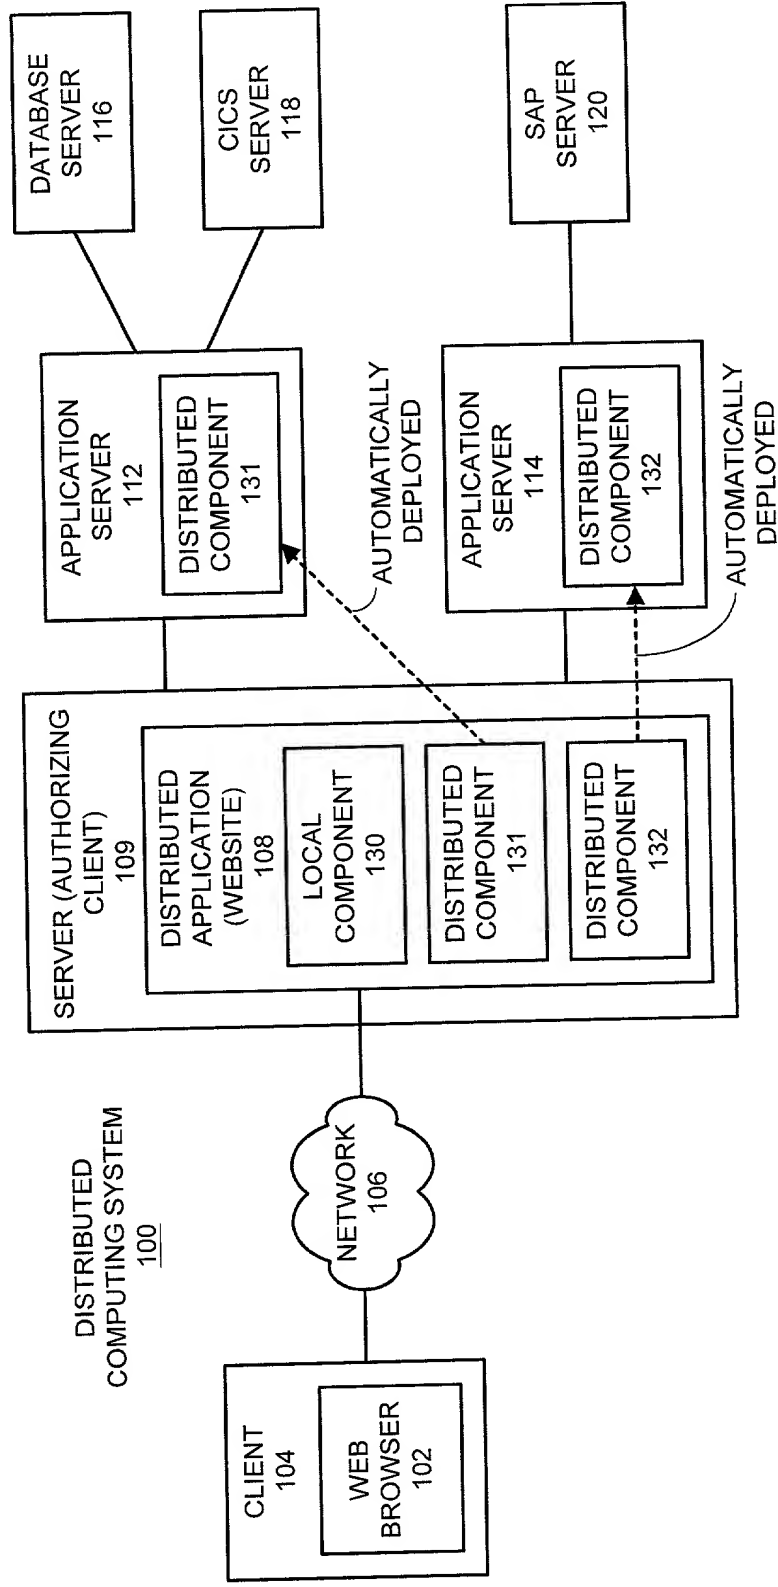 DISTRIBUTED
COMPUTING SYSTEM
100
CLIENT
104
WEB
BROWSER
102
NETWORK
106
SERVER (AUTHORIZING
CLIENT)
109
DISTRIBUTED
APPLICATION
(WEBSITE)
108
LOCAL
COMPONENT
130
DISTRIBUTED
COMPONENT
131
DISTRIBUTED
COMPONENT
132
APPLICATION
SERVER
112
DISTRIBUTED
COMPONENT
131
AUTOMATICALLY
DEPLOYED
APPLICATION
SERVER
114
DISTRIBUTED
COMPONENT
132
AUTOMATICALLY
DEPLOYED
DATABASE
SERVER
116
CICS
SERVER
118
SAP
SERVER
120